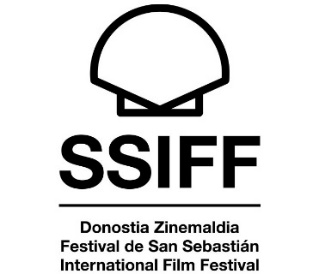 SSIFF
Donostia Zinemaldia
Festival de San Sebastián
International Film Festival